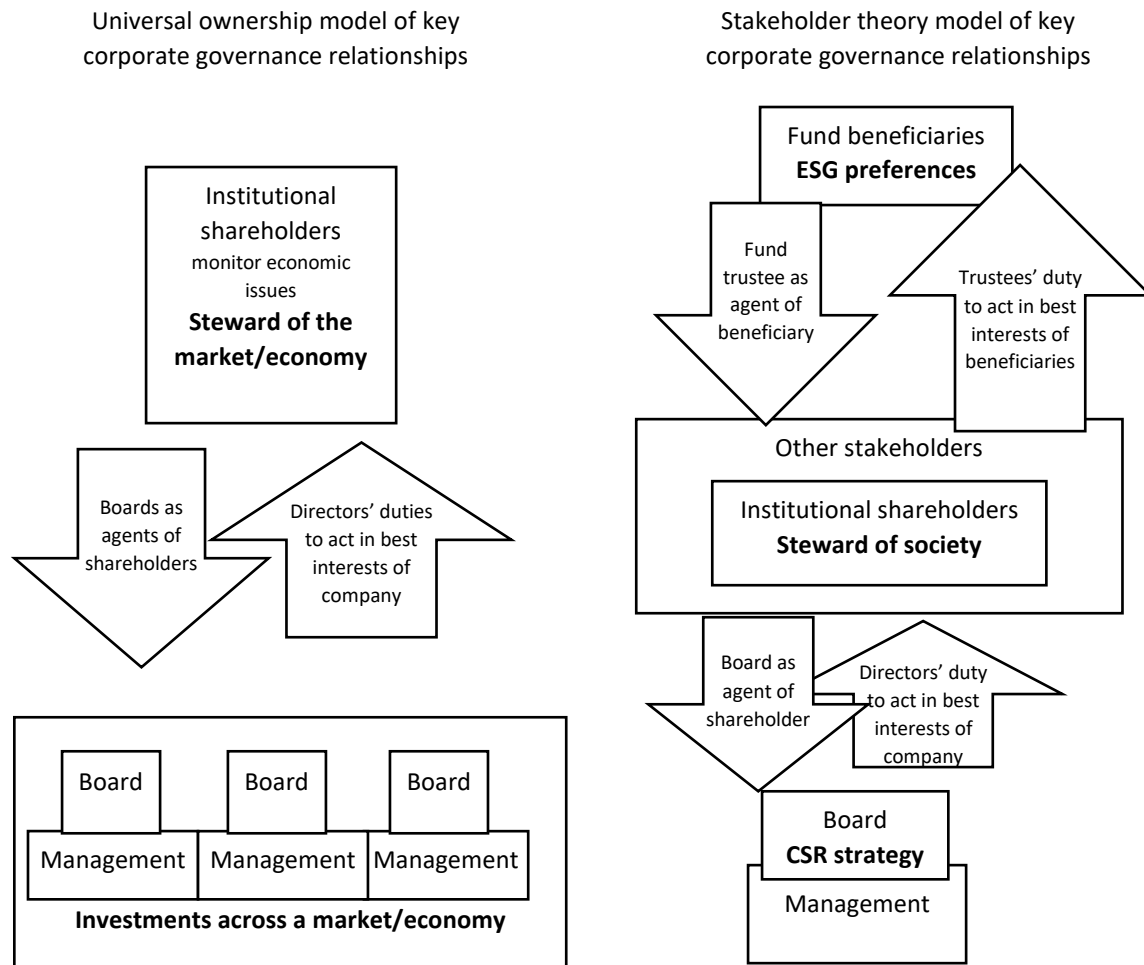 Universal ownership model of key
corporate governance relationships
Institutional
shareholders
monitor economic
issues
Steward of the
market/economy
Boards as
agents of
shareholders
Directors’ duties
to act in best
interests of
company
Board
Board
Board
Management
Management
Management
Investments across a market/economy
Stakeholder theory model of key
corporate governance relationships
Fund beneficiaries
ESG preferences
Fund
trustee as
agent of
beneficiary
Trustees’ duty
to act in best
interests of
beneficiaries
Other stakeholders
Institutional shareholders
Steward of society
Board as
agent of
shareholder
Directors’ duty
to act in best
interests of
company
Board
CSR strategy
Management